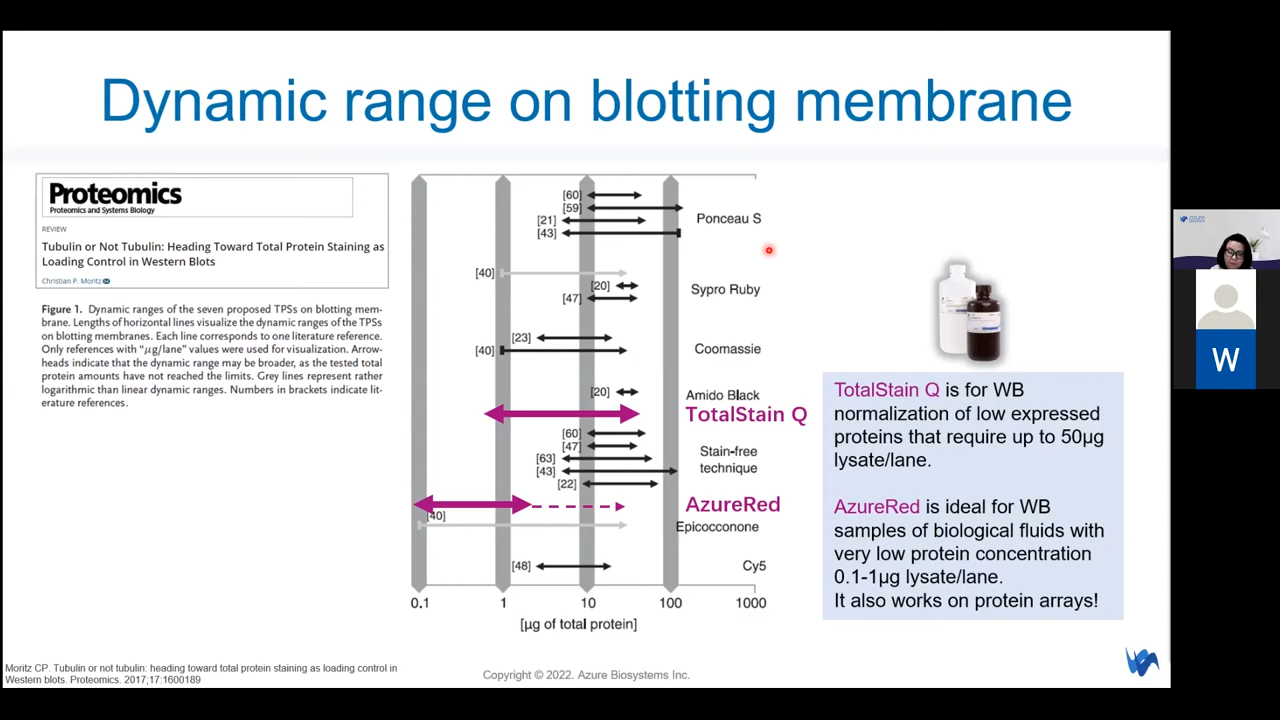 Dynamic range on blotting membrane
Proteomics
Proteomics and Systems Biology
REVIEW
Tubulin or Not Tubulin: Heading Toward Total Protein Staining as
Loading Control in Western Blots
Christian P. Moritz
Figure 1. Dynamic ranges of the seven proposed TPSs on blotting mem-
brane. Lengths of horizontal lines visualize the dynamic ranges of the TPSs
on blotting membranes. Each line corresponds to one literature reference.
Only references with "μg/lane" values were used for visualization. Arrow-
heads indicate that the dynamic range may be broader, as the tested total
protein amounts have not reached the limits. Grey lines represent rather
logarithmic than linear dynamic ranges. Numbers in brackets indicate lit-
erature references.
[60]
[59]
[21]
[43]
Ponceau S
[40]
[20]
[47]
Sypro Ruby
[23]
[40]
Coomassie
[20]
Amido Black
TotalStain Q
[60]
[47]
[63]
[43]
[22]
Stain-free
technique
AzureRed
[40]
Epicocconone
[48]
Cy5
0.1 1 10 100 1000
[μg of total protein]
TotalStain Q is for WB
normalization of low expressed
proteins that require up to 50μg
lysate/lane.
AzureRed is ideal for WB
samples of biological fluids with
very low protein concentration
0.1-1μg lysate/lane.
It also works on protein arrays!
W
Moritz CP. Tubulin or not tubulin: heading toward total protein staining as loading control in
Western blots. Proteomics. 2017;17:1600189
Copyright © 2022. Azure Biosystems Inc.